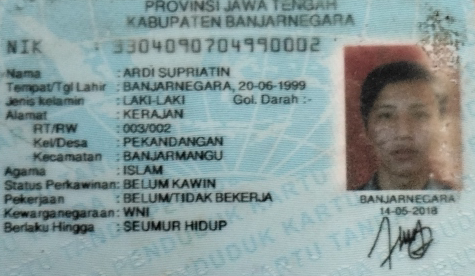 PROVINSI JAWA TENGAH
KABUPATEN BANJARNEGARA
NIK : 3304090704990002
Nama : ARDI SUPRIATIN
Tempat/Tgl Lahir : BANJARNEGARA, 20-06-1999
Jenis kelamin : LAKI-LAKI Gol. Darah :-
Alamat : KERAJAN
RT/RW : 003/002
Kel/Desa : PEKANDANGAN
Kecamatan : BANJARMANGU
Agama : ISLAM
Status Perkawinan: BELUM KAWIN
Pekerjaan : BELUM/TIDAK BEKERJA
Kewarganegaraan: WNI
Berlaku Hingga : SEUMUR HIDUP
BANJARNEGARA
14-05-2018